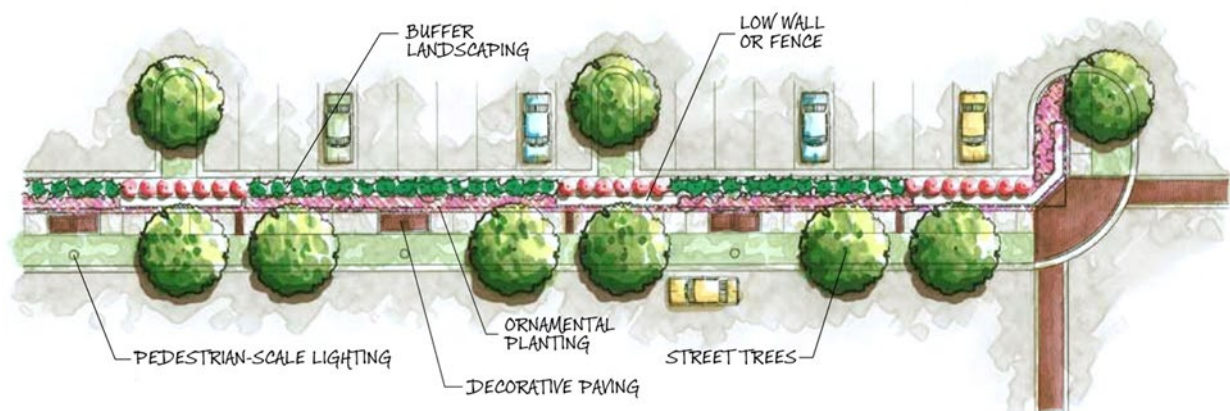 BUFFER
LANDSCAPING
LOW WALL
OR FENCE
PEDESTRIAN-SCALE LIGHTING
ORNAMENTAL
PLANTING
DECORATIVE PAVING
STREET TREES